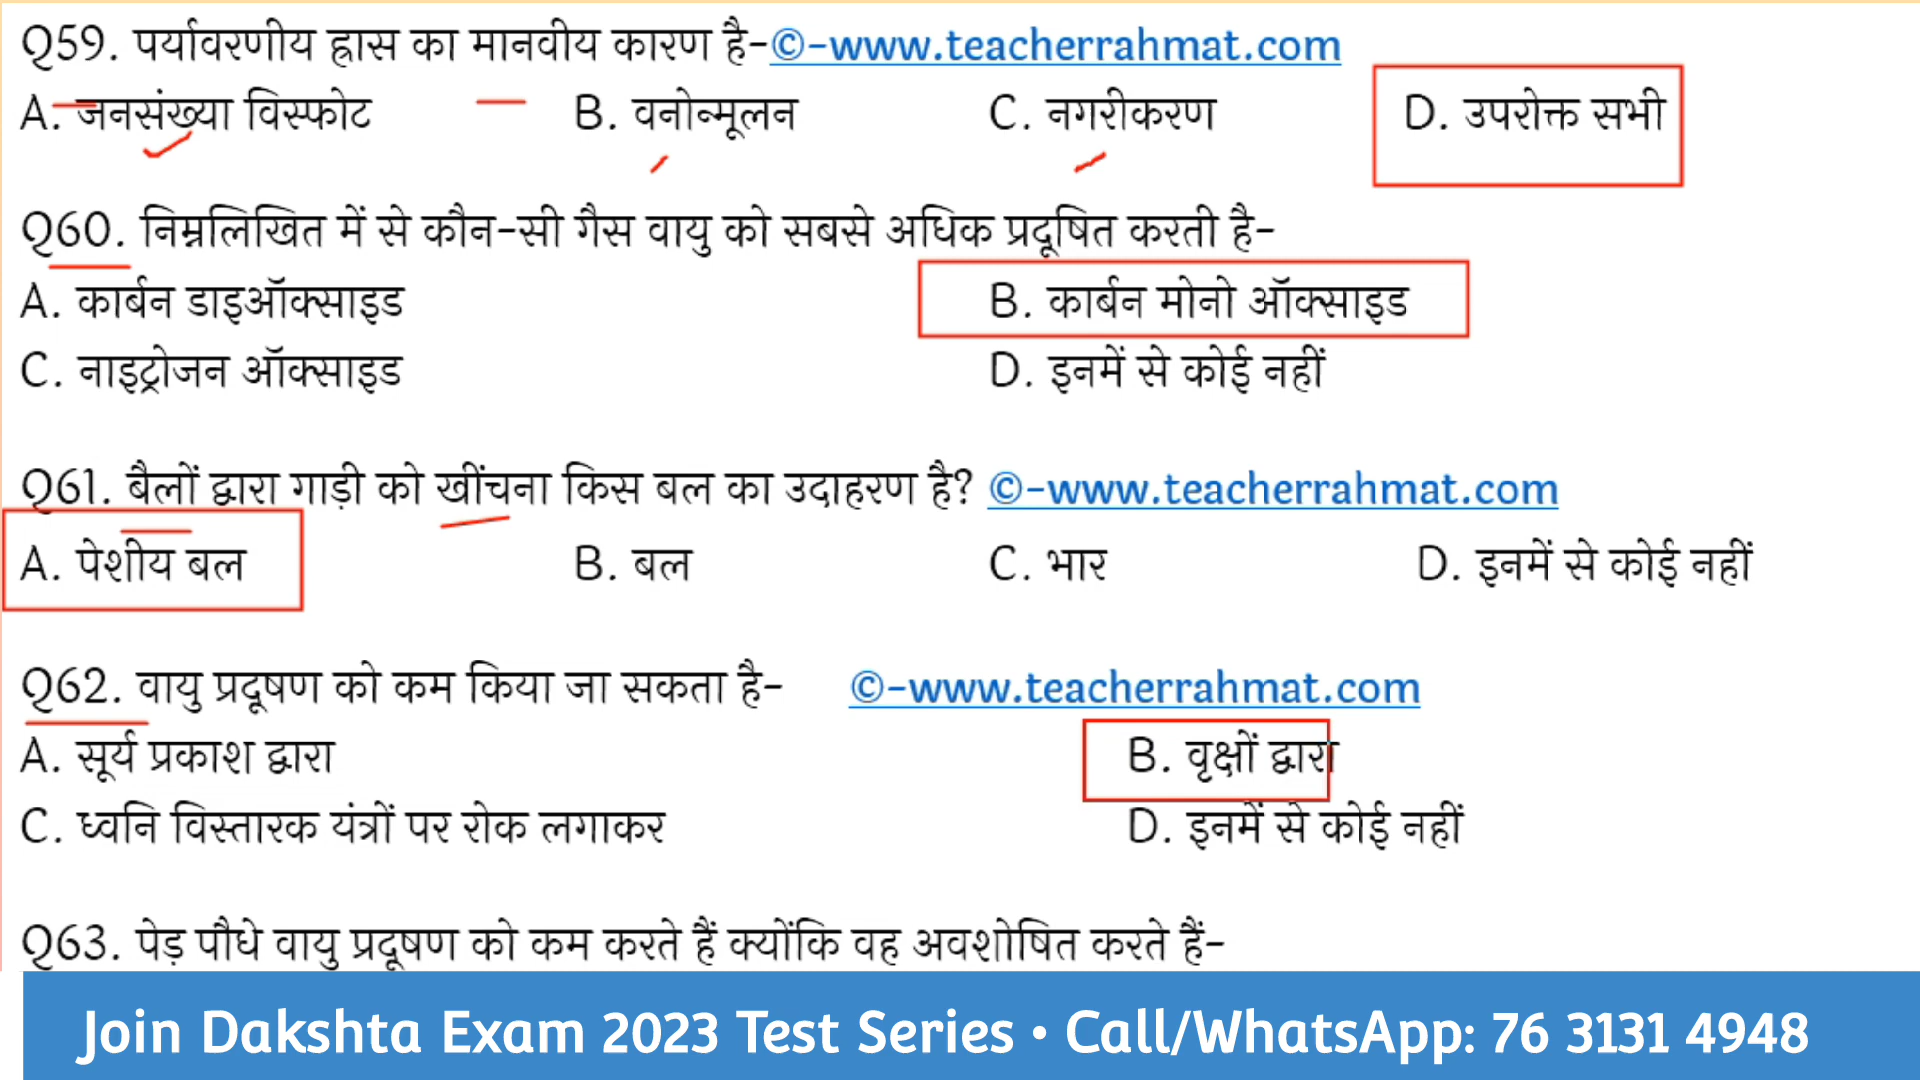 Q59. पर्यावरणीय ह्रास का मानवीय कारण है-©-www.teacherrahmat.com
A. जनसंख्या विस्फोट B. वनोन्मूलन C. नगरीकरण D. उपरोक्त सभी
Q60. निम्नलिखित में से कौन-सी गैस वायु को सबसे अधिक प्रदूषित करती है-
A. कार्बन डाइऑक्साइड B. कार्बन मोनो ऑक्साइड
C. नाइट्रोजन ऑक्साइड D. इनमें से कोई नहीं
Q61. बैलों द्वारा गाड़ी को खींचना किस बल का उदाहरण है? ©-www.teacherrahmat.com
A. पेशीय बल B. बल C. भार D. इनमें से कोई नहीं
Q62. वायु प्रदूषण को कम किया जा सकता है- ©-www.teacherrahmat.com
A. सूर्य प्रकाश द्वारा B. वृक्षों द्वारा
C. ध्वनि विस्तारक यंत्रों पर रोक लगाकर D. इनमें से कोई नहीं
Q63. पेड़ पौधे वायु प्रदूषण को कम करते हैं क्योंकि वह अवशोषित करते हैं-
Join Dakshta Exam 2023 Test Series • Call/WhatsApp: 76 3131 4948